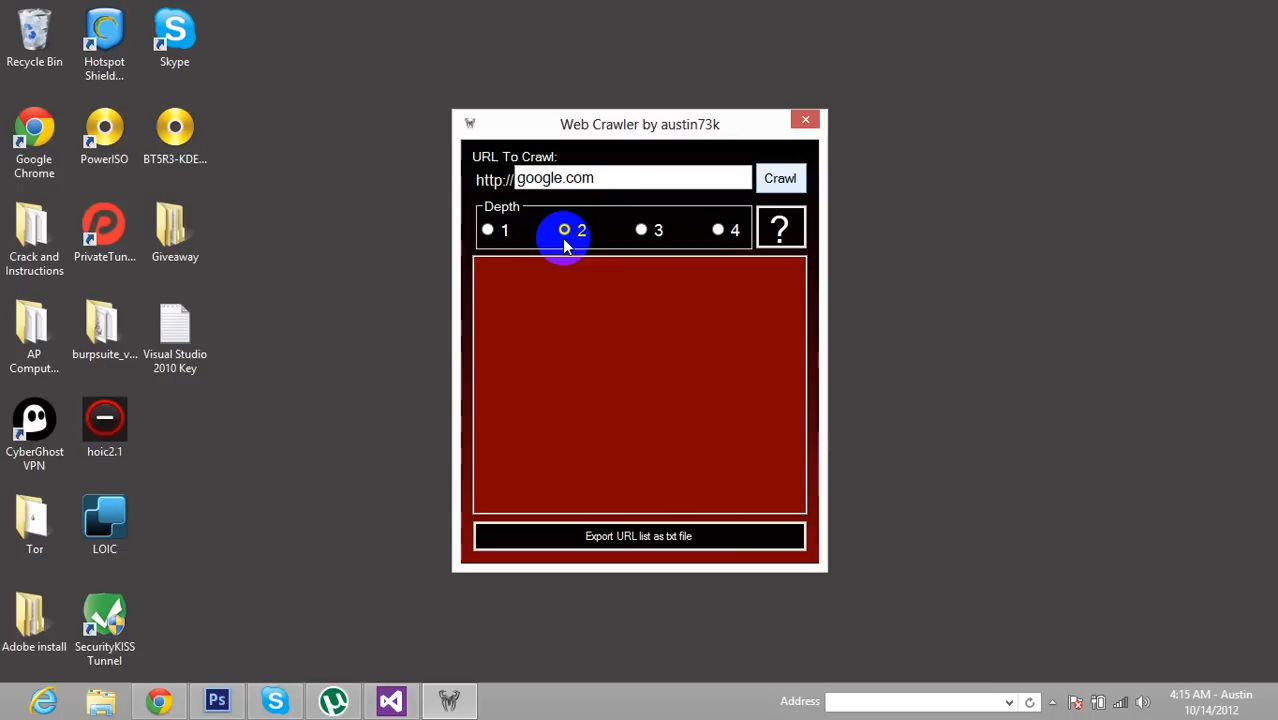 Recycle Bin
Hotspot
Shield...
Skype
Google
Chrome
PowerISO
BT5R3-KDE...
Crack and
Instructions
PrivateTun...
Giveaway
AP
Comput...
burpsuite_v...
Visual Studio
2010 Key
CyberGhost
VPN
hoic2.1
Tor
LOIC
Adobe install
SecurityKISS
Tunnel
Web Crawler by austin73k
URL To Crawl:
http:// google.com
Crawl
Depth
1 2 3 4
?
Export URL list as txt file
Ps
Address
4:15 AM - Austin
10/14/2012